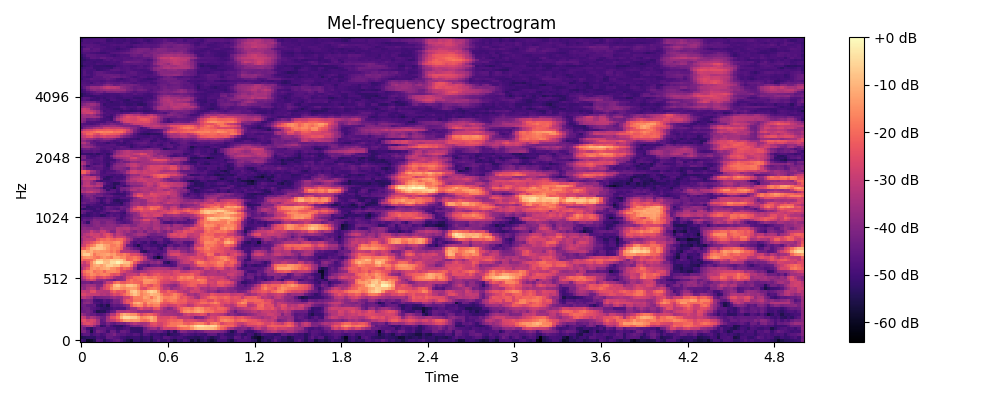 Mel-frequency spectrogram
+0 dB
-10 dB
-20 dB
-30 dB
-40 dB
-50 dB
-60 dB
Hz
4096
2048
1024
512
0
0 0.6 1.2 1.8 2.4 3 3.6 4.2 4.8
Time